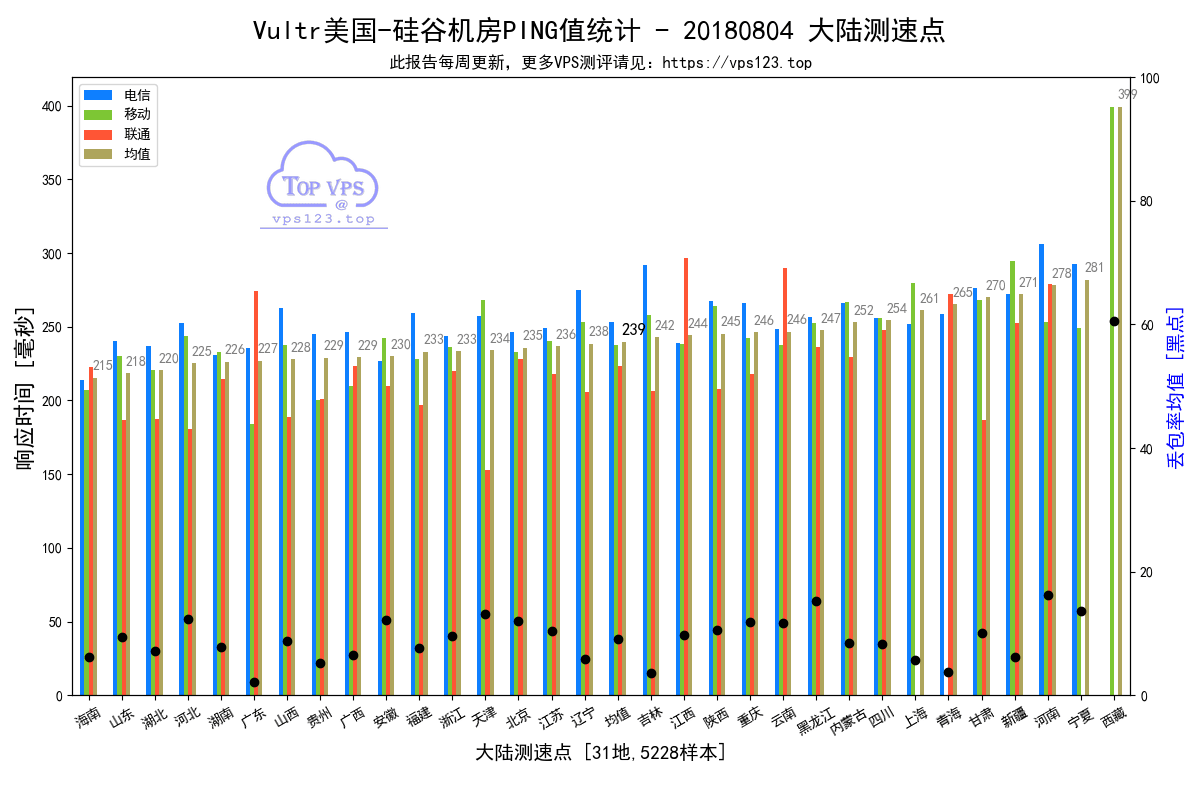 Vultr美国-硅谷机房PING值统计 - 20180804 大陆测速点
此报告每周更新，更多VPS测评请见：https://vps123.top
电信
移动
联通
均值
TOP VPS
@
vps123.top
响应时间 [毫秒]
400
350
300
250
200
150
100
50
0
100
80
60
40
20
0
丢包率均值 [黑点]
215
218
220
225
226
227
228
229
229
230
233
233
234
235
236
238
239
242
244
245
246
246
247
252
254
261
265
270
271
278
281
399
海南
山东
湖北
河北
湖南
广东
山西
贵州
广西
安徽
福建
浙江
天津
北京
江苏
辽宁
均值
吉林
江西
陕西
重庆
云南
黑龙江
内蒙古
四川
上海
青海
甘肃
新疆
河南
宁夏
西藏
大陆测速点 [31地,5228样本]